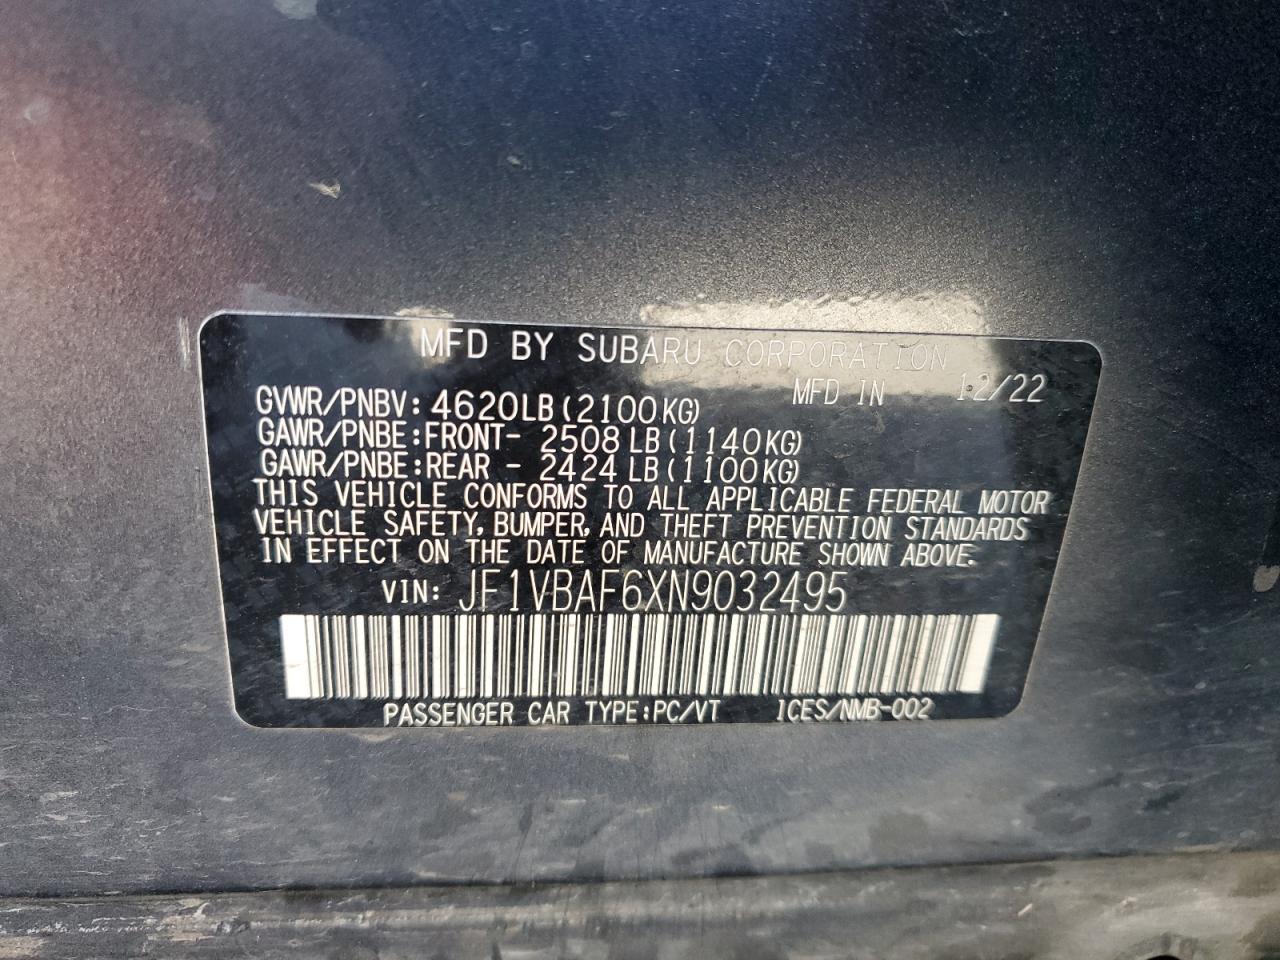 MFD BY SUBARU CORPORATION
MFD IN 12/22
GVWR/PNBV: 4620LB(2100KG)
GAWR/PNBE:FRONT- 2508LB(1140KG)
GAWR/PNBE:REAR - 2424LB(1100KG)
THIS VEHICLE CONFORMS TO ALL APPLICABLE FEDERAL MOTOR
VEHICLE SAFETY, BUMPER, AND THEFT PREVENTION STANDARDS
IN EFFECT ON THE DATE OF MANUFACTURE SHOWN ABOVE.
VIN: JF1VBAF6XN9032495
PASSENGER CAR TYPE:PC/VT ICES/NMB-002